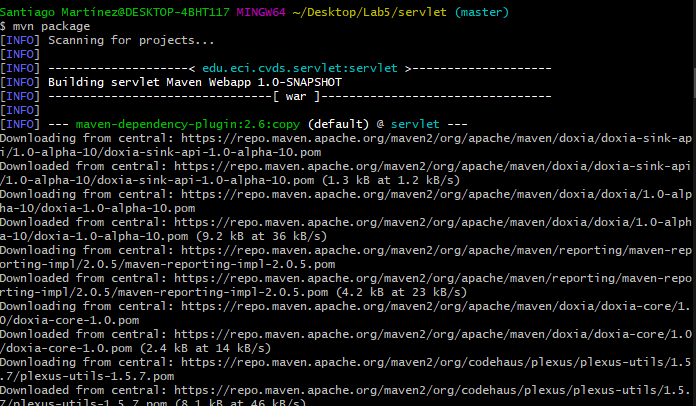 Santiago Martínez@DESKTOP-4BHT117 MINGW64 ~/Desktop/Lab5/servlet (master)
$ mvn package
[INFO] Scanning for projects...
[INFO]
[INFO] -------------------< edu.eci.cvds.servlet:servlet >--------------------
[INFO] Building servlet Maven Webapp 1.0-SNAPSHOT
[INFO] --------------------------------[ war ]---------------------------------
[INFO]
[INFO] --- maven-dependency-plugin:2.6:copy (default) @ servlet ---
Downloading from central: https://repo.maven.apache.org/maven2/org/apache/maven/doxia/doxia-sink-ap
i/1.0-alpha-10/doxia-sink-api-1.0-alpha-10.pom
Downloaded from central: https://repo.maven.apache.org/maven2/org/apache/maven/doxia/doxia-sink-api
/1.0-alpha-10/doxia-sink-api-1.0-alpha-10.pom (1.3 kB at 1.2 kB/s)
Downloading from central: https://repo.maven.apache.org/maven2/org/apache/maven/doxia/doxia/1.0-alp
ha-10/doxia-1.0-alpha-10.pom
Downloaded from central: https://repo.maven.apache.org/maven2/org/apache/maven/doxia/doxia/1.0-alph
a-10/doxia-1.0-alpha-10.pom (9.2 kB at 36 kB/s)
Downloading from central: https://repo.maven.apache.org/maven2/org/apache/maven/reporting/maven-rep
orting-impl/2.0.5/maven-reporting-impl-2.0.5.pom
Downloaded from central: https://repo.maven.apache.org/maven2/org/apache/maven/reporting/maven-repo
rting-impl/2.0.5/maven-reporting-impl-2.0.5.pom (4.2 kB at 23 kB/s)
Downloading from central: https://repo.maven.apache.org/maven2/org/apache/maven/doxia/doxia-core/1.
0/doxia-core-1.0.pom
Downloaded from central: https://repo.maven.apache.org/maven2/org/apache/maven/doxia/doxia-core/1.0
/doxia-core-1.0.pom (2.4 kB at 14 kB/s)
Downloading from central: https://repo.maven.apache.org/maven2/org/codehaus/plexus/plexus-utils/1.5
.7/plexus-utils-1.5.7.pom
Downloaded from central: https://repo.maven.apache.org/maven2/org/codehaus/plexus/plexus-utils/1.5.
7/plexus-utils-1.5.7.pom (8.1 kB at 46 kB/s)